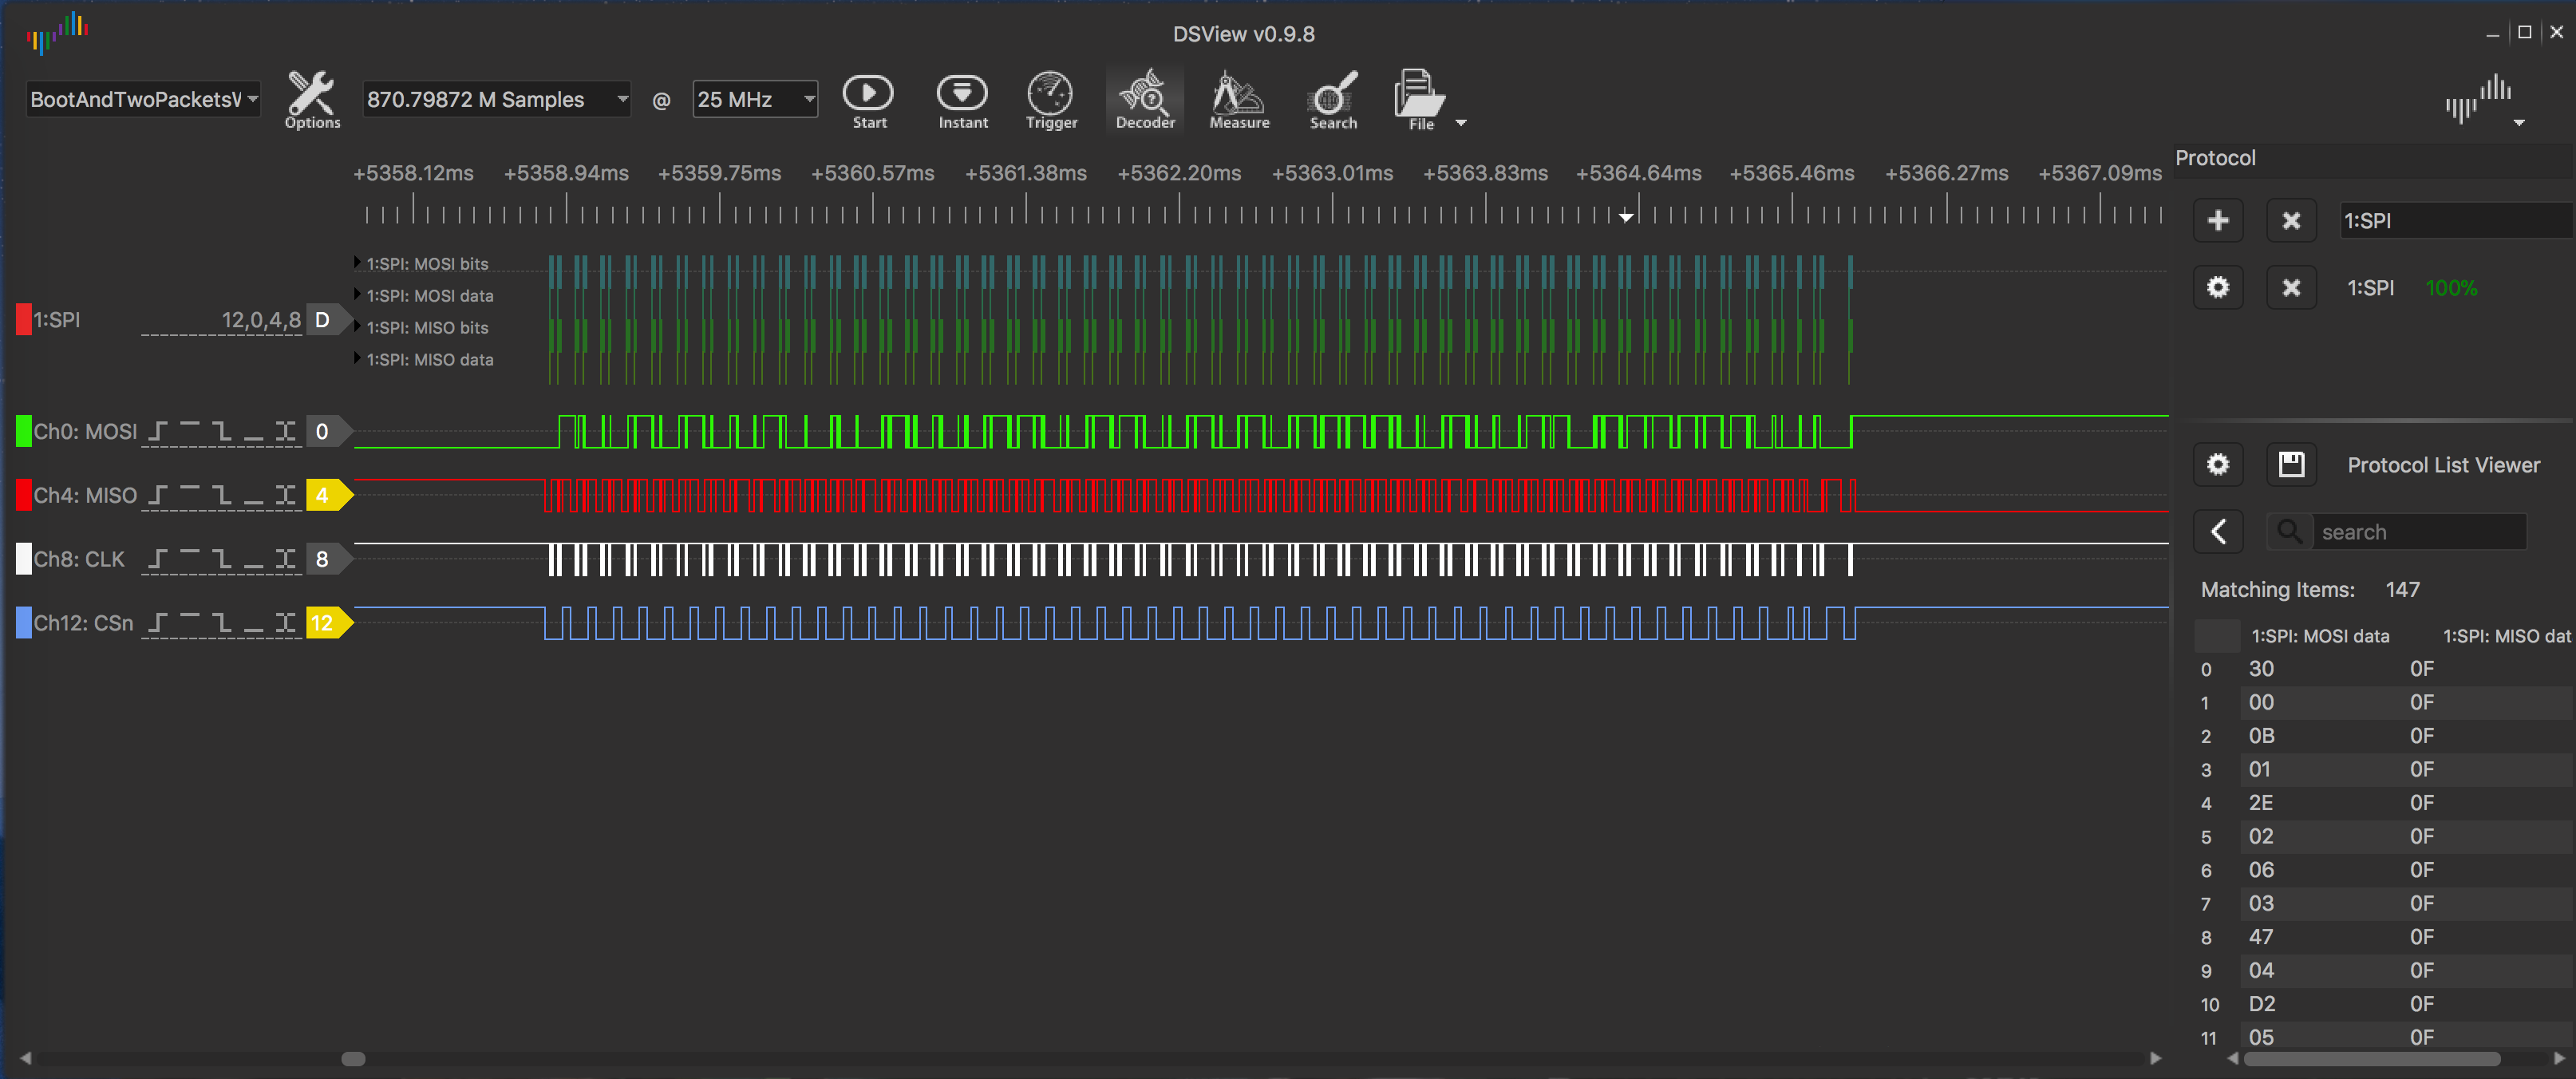 DSView v0.9.8
BootAndTwoPacketsV
Options
870.79872 M Samples
@
25 MHz
Start
Instant
Trigger
Decoder
Measure
Search
File
+5358.12ms +5358.94ms +5359.75ms +5360.57ms +5361.38ms +5362.20ms +5363.01ms +5363.83ms +5364.64ms +5365.46ms +5366.27ms +5367.09ms
1:SPI: MOSI bits
1:SPI: MOSI data
1:SPI 12,0,4,8 D
1:SPI: MISO bits
1:SPI: MISO data
Ch0: MOSI 0
Ch4: MISO 4
Ch8: CLK 8
Ch12: CSn 12
Protocol
1:SPI
1:SPI 100%
Protocol List Viewer
search
Matching Items: 147
1:SPI: MOSI data 1:SPI: MISO dat
0 30 0F
1 00 0F
2 0B 0F
3 01 0F
4 2E 0F
5 02 0F
6 06 0F
7 03 0F
8 47 0F
9 04 0F
10 D2 0F
11 05 0F